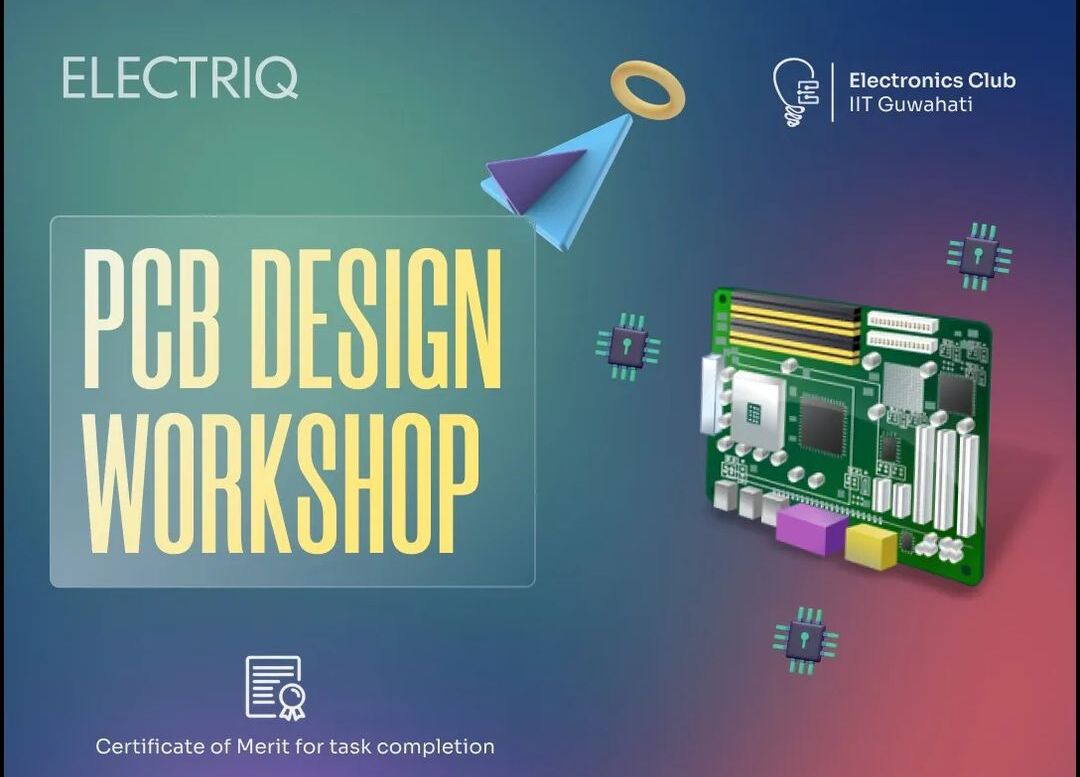 ELECTRIQ
Electronics Club
IIT Guwahati
PCB DESIGN
WORKSHOP
Certificate of Merit for task completion